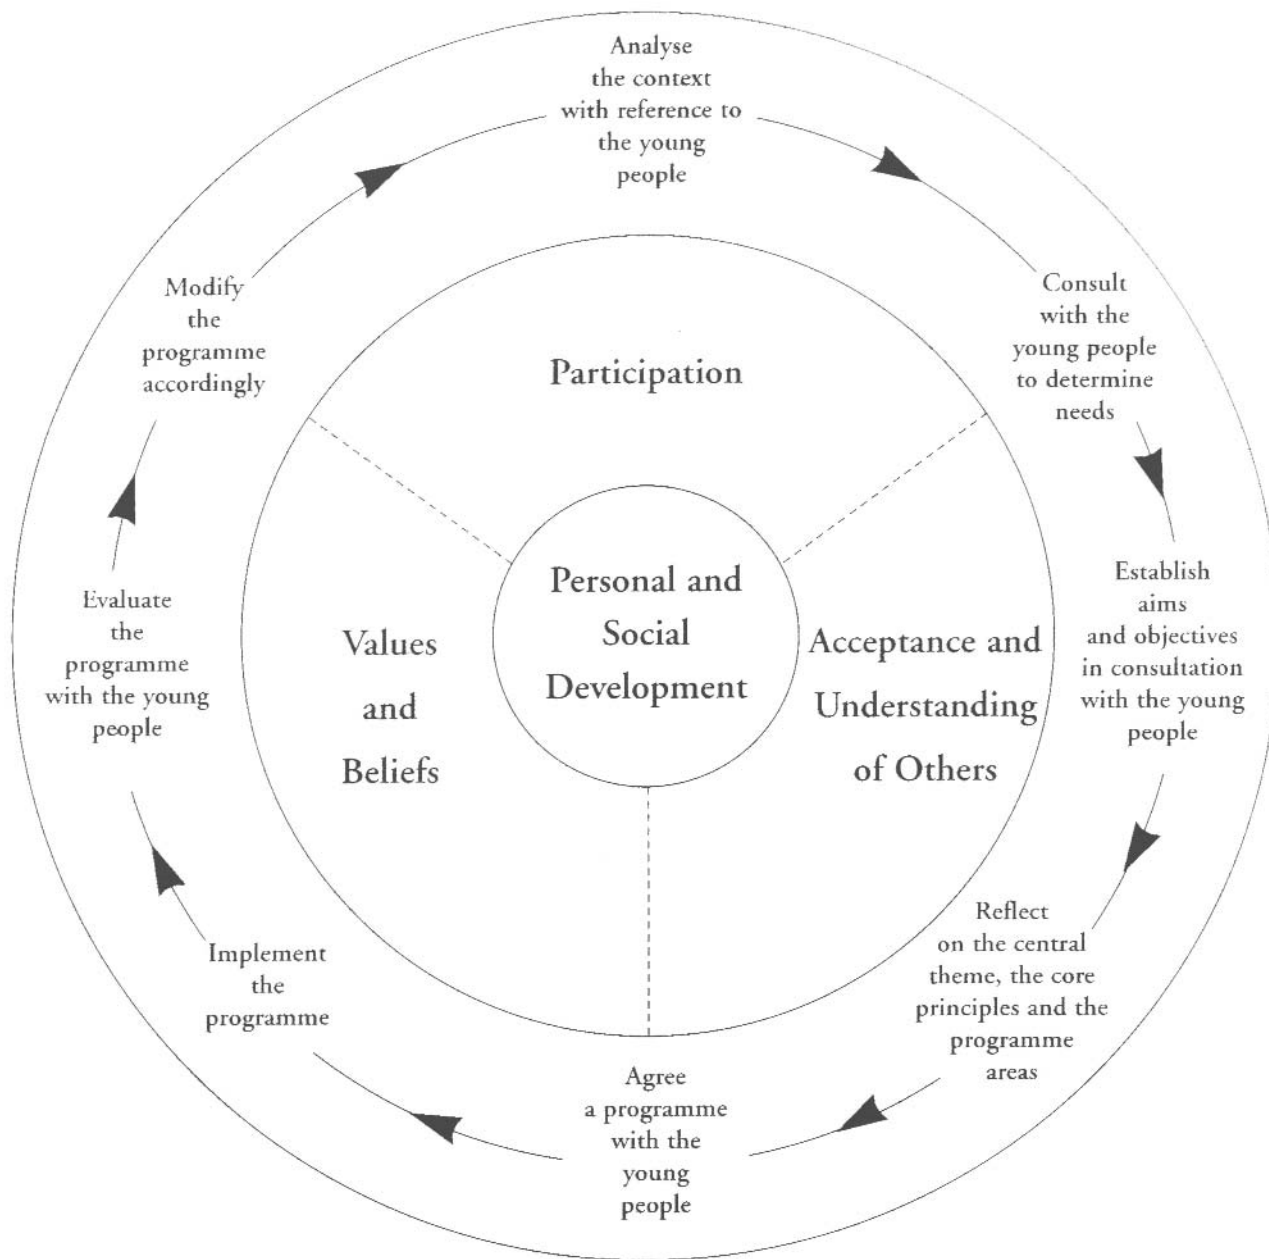 Analyse
the context
with reference to
the young
people
Consult
with the
young people
to determine
needs
Establish
aims
and objectives
in consultation
with the young
people
Reflect
on the central
theme, the core
principles and the
programme
areas
Agree
a programme
with the
young
people
Implement
the
programme
Evaluate
the
programme
with the young
people
Modify
the
programme
accordingly
Participation
Acceptance and
Understanding
of Others
Values
and
Beliefs
Personal and
Social
Development